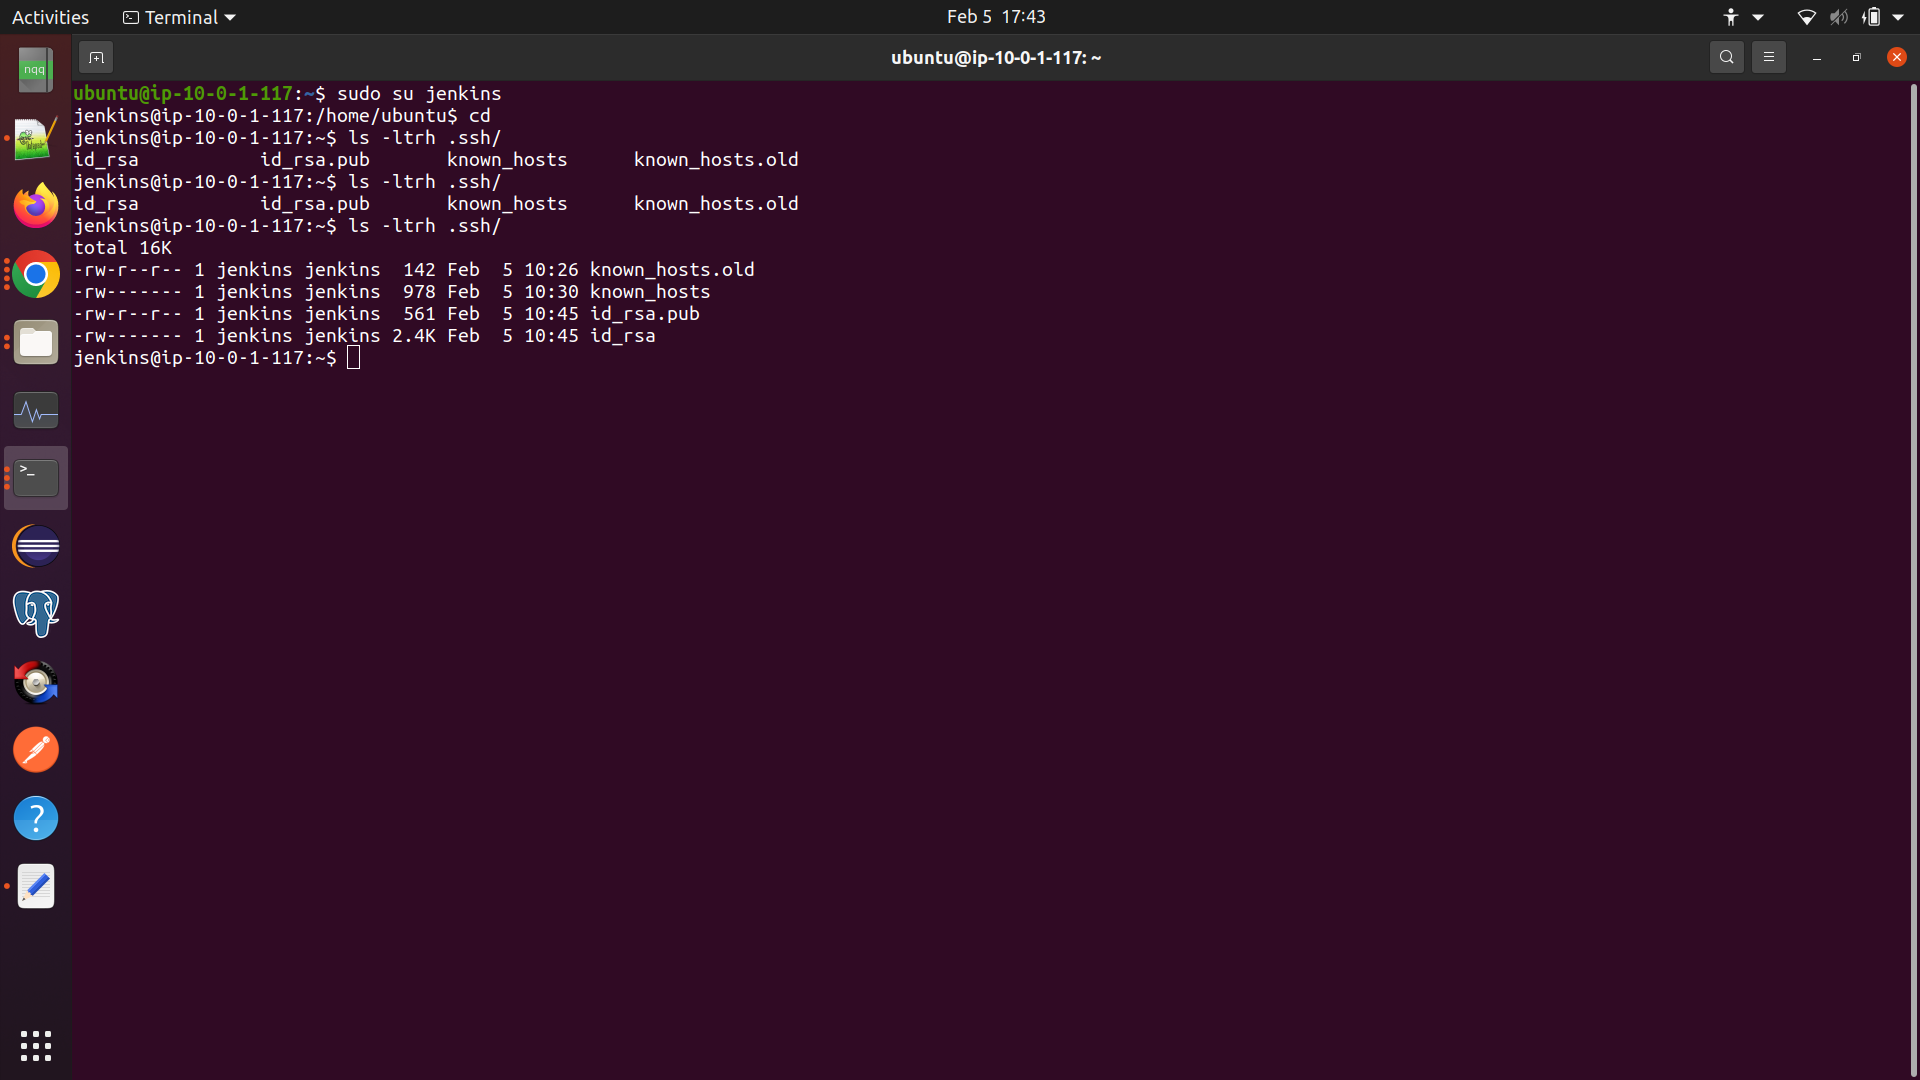 Activities Terminal Feb 5 17:43
ubuntu@ip-10-0-1-117: ~
nqq
ubuntu@ip-10-0-1-117:~$ sudo su jenkins
jenkins@ip-10-0-1-117:/home/ubuntu$ cd
jenkins@ip-10-0-1-117:~$ ls -ltrh .ssh/
id_rsa           id_rsa.pub       known_hosts      known_hosts.old
jenkins@ip-10-0-1-117:~$ ls -ltrh .ssh/
id_rsa           id_rsa.pub       known_hosts      known_hosts.old
jenkins@ip-10-0-1-117:~$ ls -ltrh .ssh/
total 16K
-rw-r--r-- 1 jenkins jenkins  142 Feb  5 10:26 known_hosts.old
-rw------- 1 jenkins jenkins  978 Feb  5 10:30 known_hosts
-rw-r--r-- 1 jenkins jenkins  561 Feb  5 10:45 id_rsa.pub
-rw------- 1 jenkins jenkins 2.4K Feb  5 10:45 id_rsa
jenkins@ip-10-0-1-117:~$